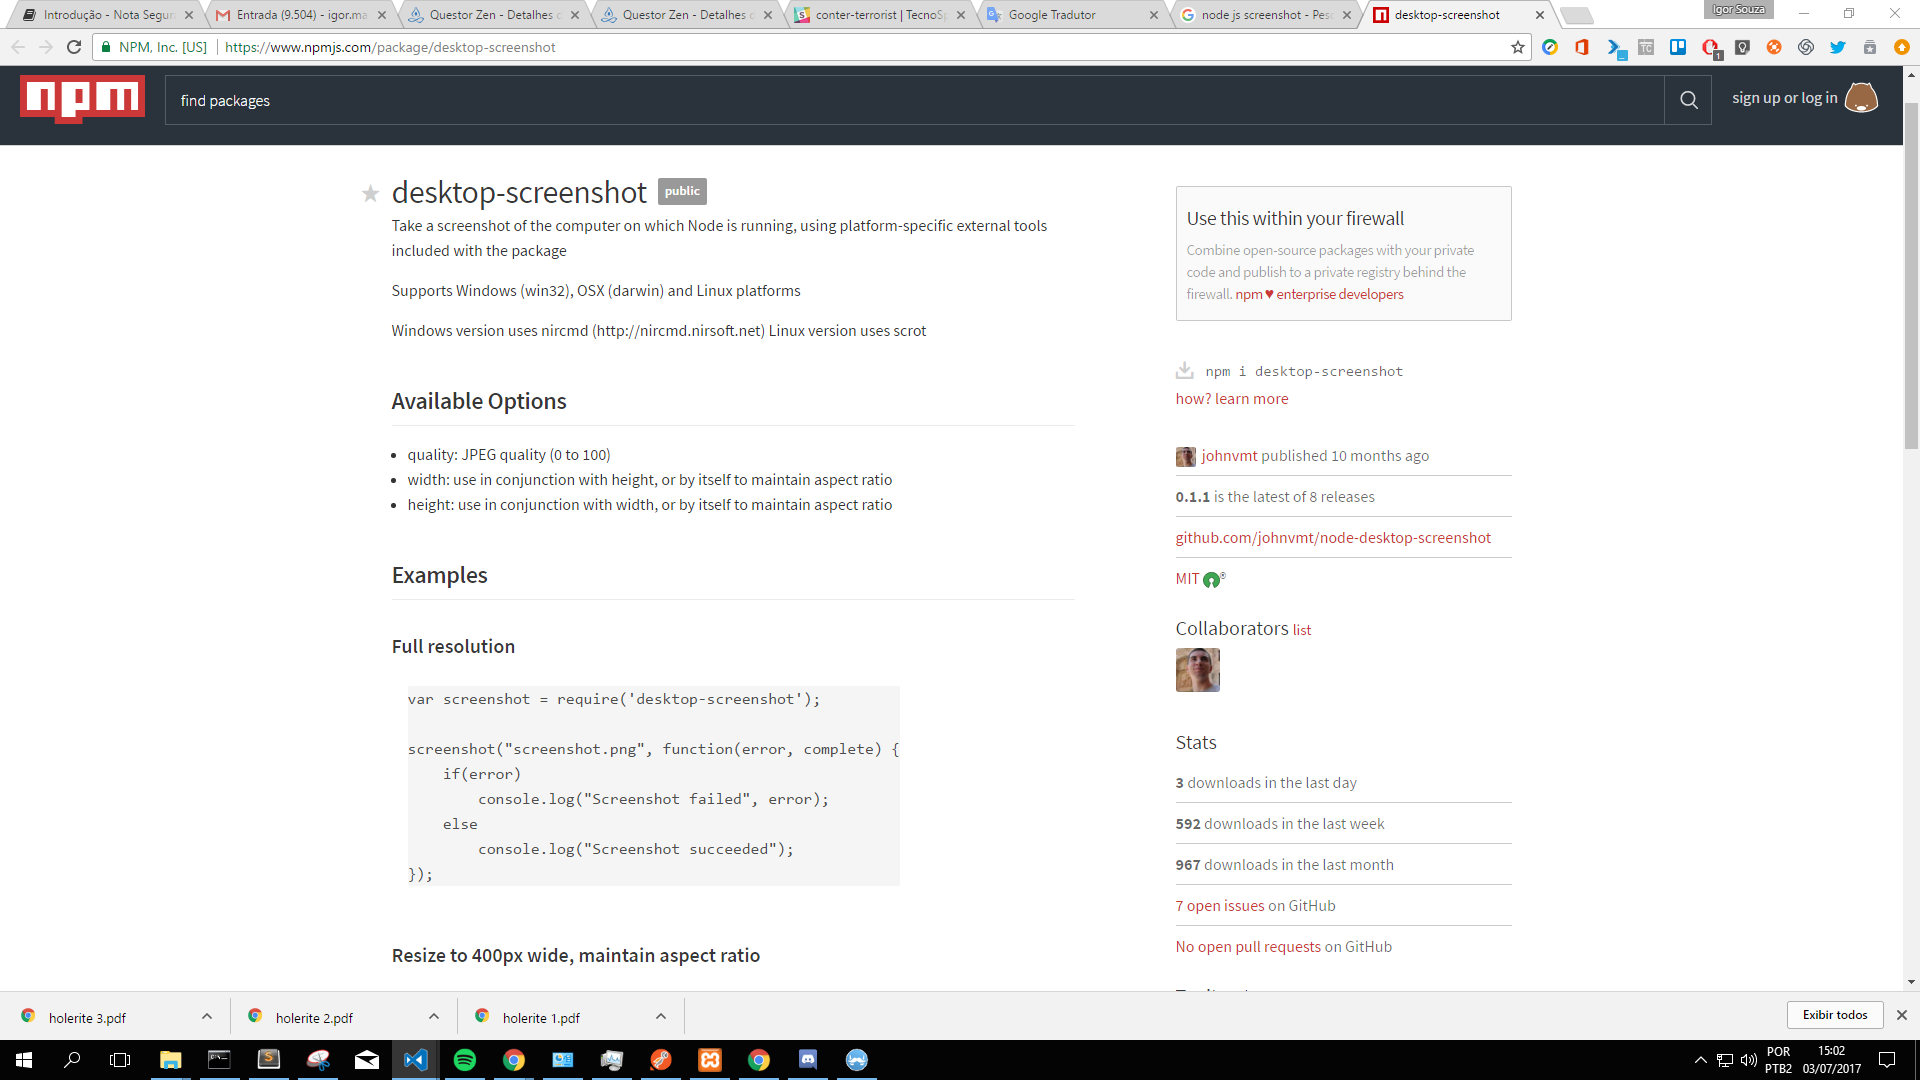 Introdução - Nota Segura
Entrada (9.504) - igor.ma
Questor Zen - Detalhes d
Questor Zen - Detalhes d
conter-terrorist | TecnoSp
Google Tradutor
node js screenshot - Pesq
desktop-screenshot
Igor Souza
NPM, Inc. [US]
https://www.npmjs.com/package/desktop-screenshot
TC
1
npm
find packages
sign up or log in
desktop-screenshot public
Take a screenshot of the computer on which Node is running, using platform-specific external tools
included with the package
Supports Windows (win32), OSX (darwin) and Linux platforms
Windows version uses nircmd (http://nircmd.nirsoft.net) Linux version uses scrot
Available Options
• quality: JPEG quality (0 to 100)
• width: use in conjunction with height, or by itself to maintain aspect ratio
• height: use in conjunction with width, or by itself to maintain aspect ratio
Examples
Full resolution
var screenshot = require('desktop-screenshot');
screenshot("screenshot.png", function(error, complete) {
    if(error)
        console.log("Screenshot failed", error);
    else
        console.log("Screenshot succeeded");
});
Resize to 400px wide, maintain aspect ratio
Use this within your firewall
Combine open-source packages with your private
code and publish to a private registry behind the
firewall. npm ♥ enterprise developers
npm i desktop-screenshot
how? learn more
johnvmt published 10 months ago
0.1.1 is the latest of 8 releases
github.com/johnvmt/node-desktop-screenshot
MIT
Collaborators list
Stats
3 downloads in the last day
592 downloads in the last week
967 downloads in the last month
7 open issues on GitHub
No open pull requests on GitHub
holerite 3.pdf
holerite 2.pdf
holerite 1.pdf
Exibir todos
POR
PTB2
15:02
03/07/2017